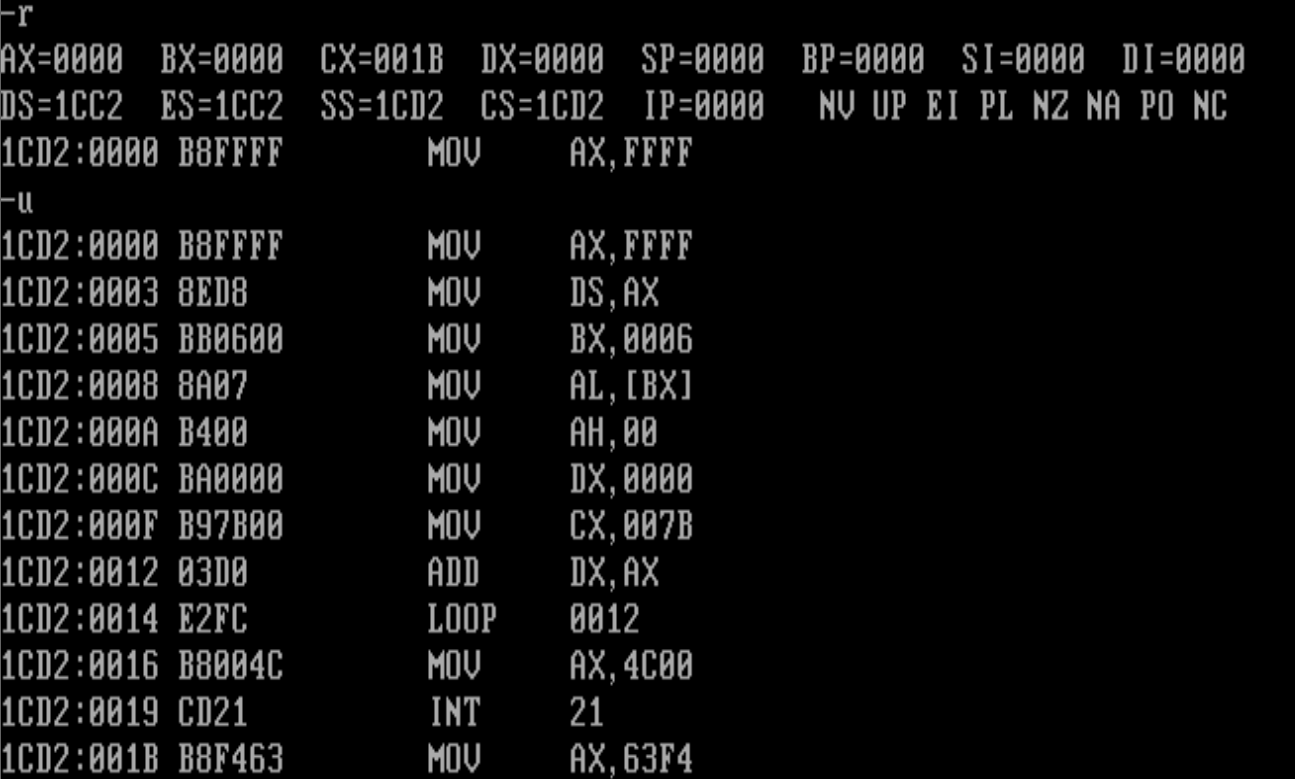 -r
AX=0000 BX=0000 CX=001B DX=0000 SP=0000 BP=0000 SI=0000 DI=0000
DS=1CC2 ES=1CC2 SS=1CD2 CS=1CD2 IP=0000 NV UP EI PL NZ NA PO NC
1CD2:0000 B8FFFF MOV AX,FFFF
-u
1CD2:0000 B8FFFF MOV AX,FFFF
1CD2:0003 8ED8 MOV DS,AX
1CD2:0005 BB0600 MOV BX,0006
1CD2:0008 8A07 MOV AL,[BX]
1CD2:000A B400 MOV AH,00
1CD2:000C BA0000 MOV DX,0000
1CD2:000F B97B00 MOV CX,007B
1CD2:0012 03D0 ADD DX,AX
1CD2:0014 E2FC LOOP 0012
1CD2:0016 B8004C MOV AX,4C00
1CD2:0019 CD21 INT 21
1CD2:001B B8F463 MOV AX,63F4